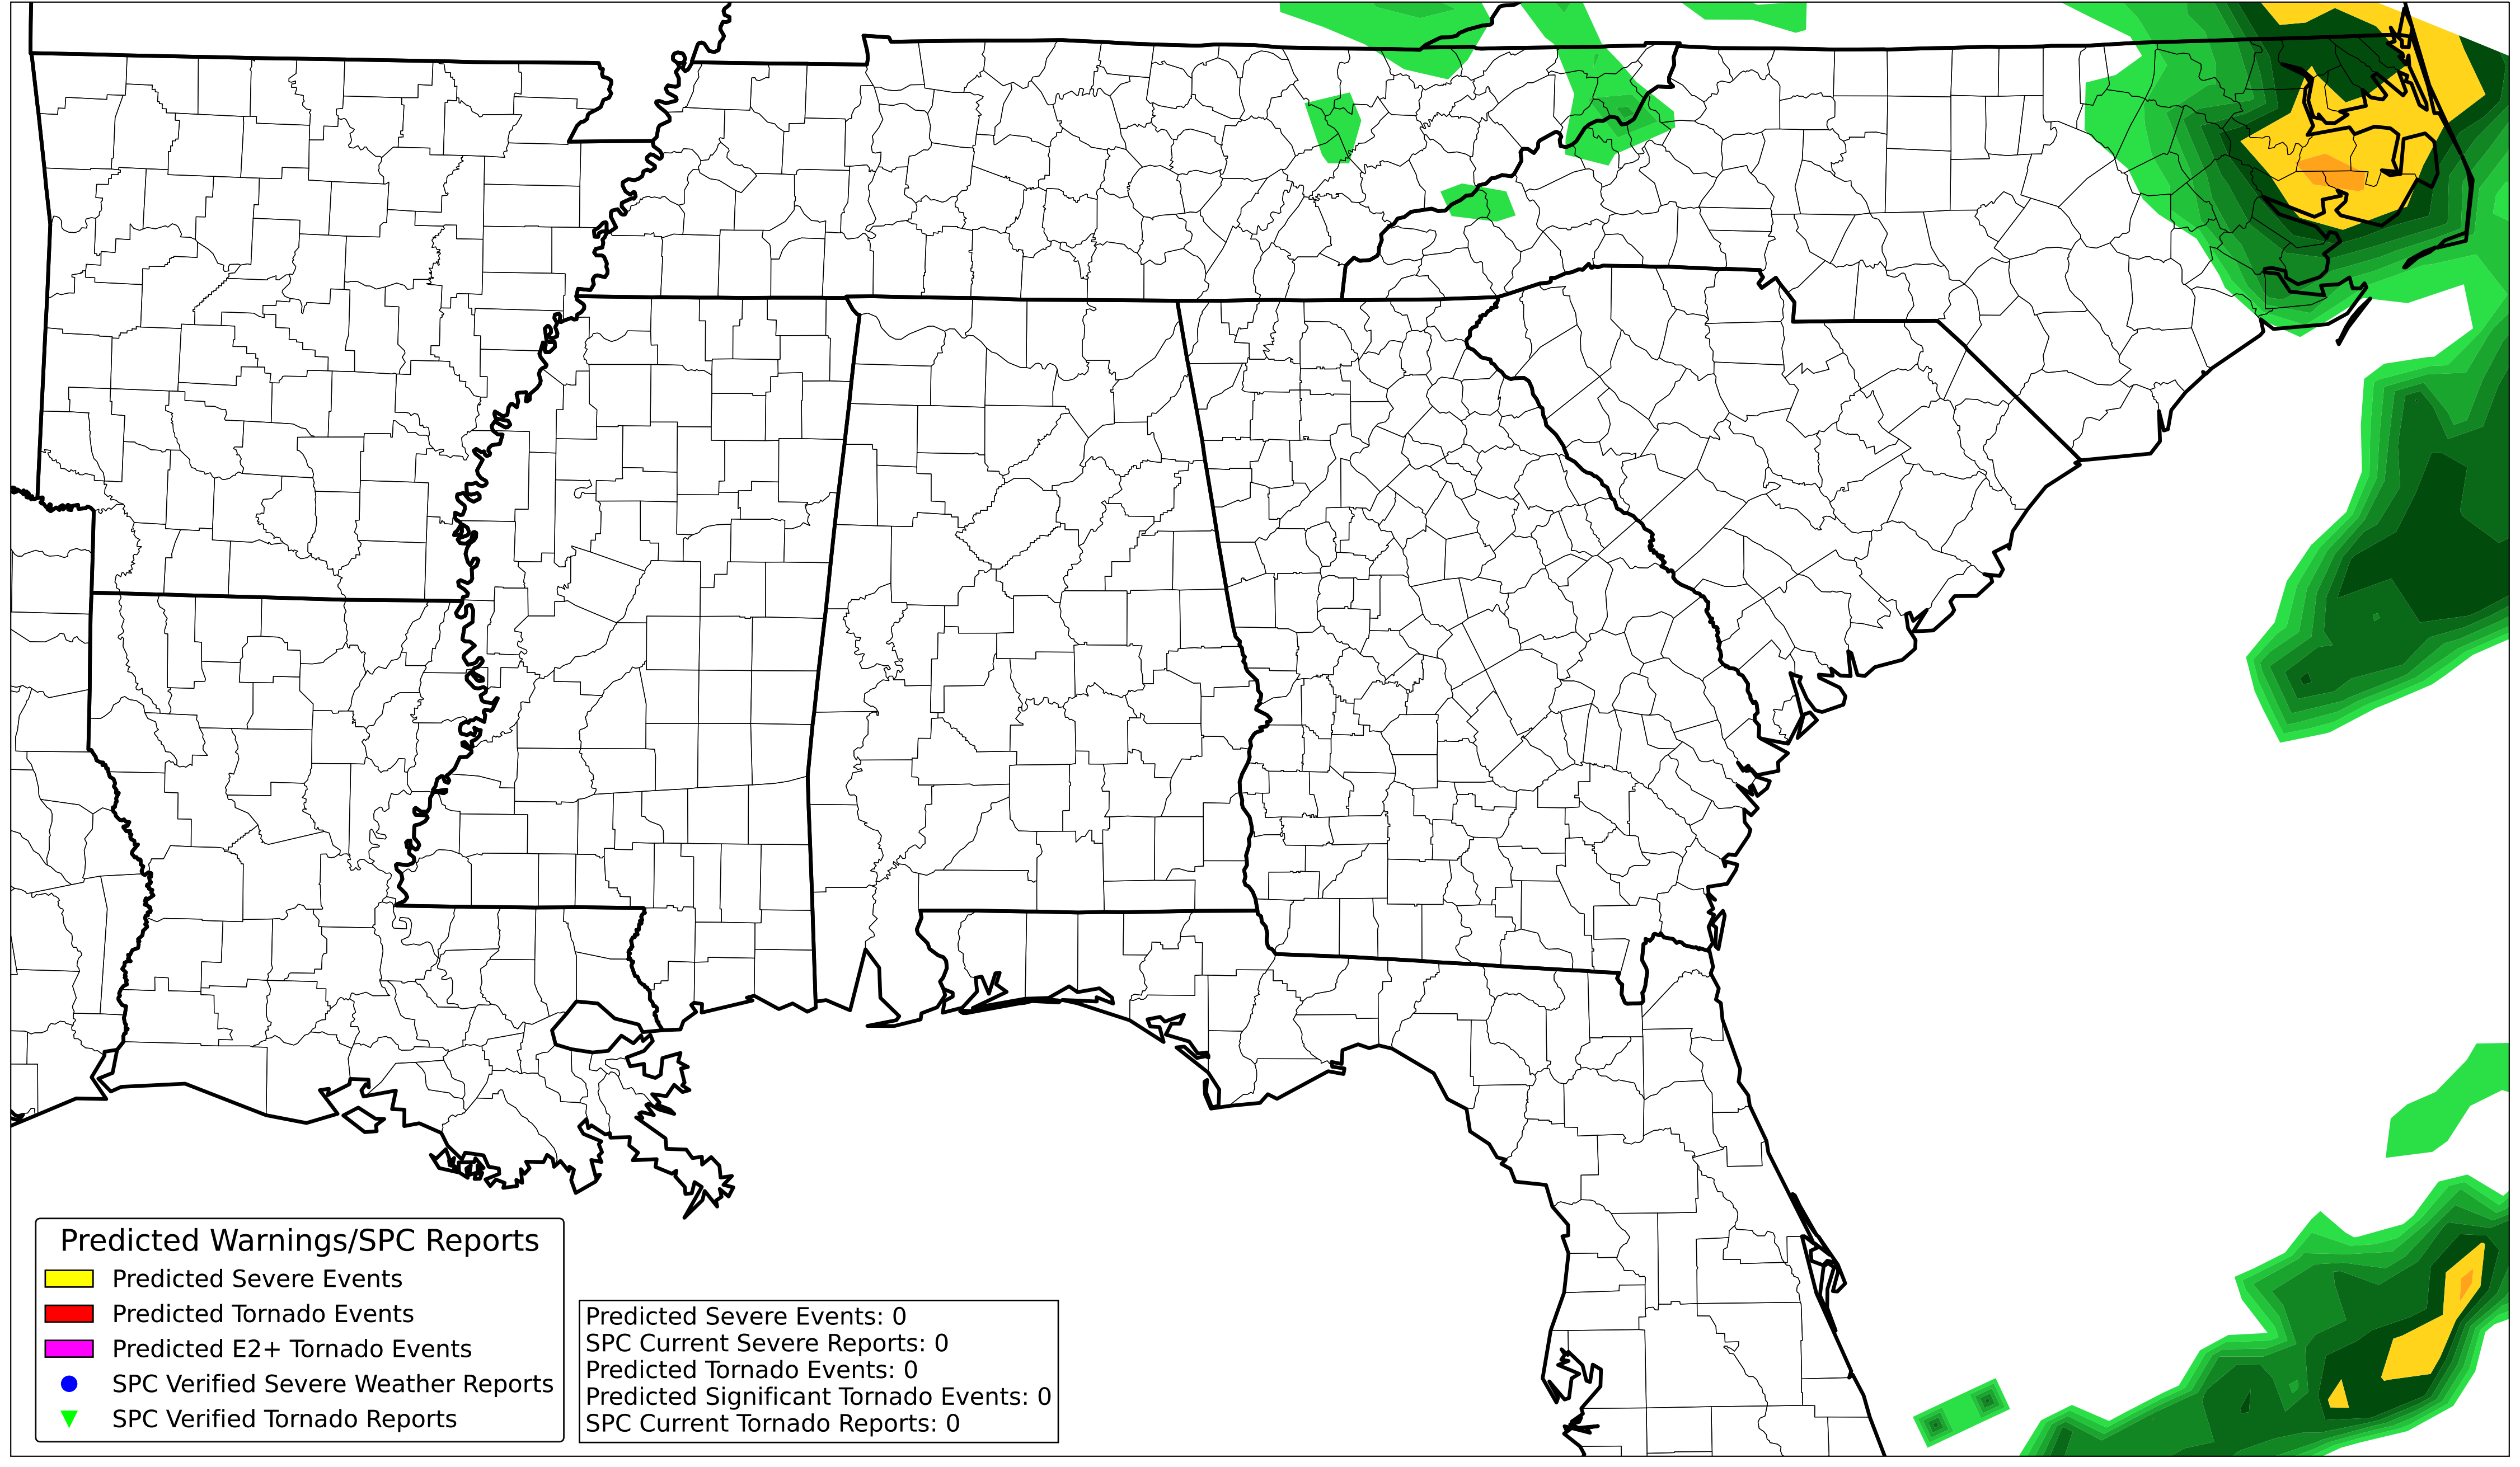 Predicted Warnings/SPC Reports
Predicted Severe Events
Predicted Tornado Events
Predicted E2+ Tornado Events
SPC Verified Severe Weather Reports
SPC Verified Tornado Reports
Predicted Severe Events: 0
SPC Current Severe Reports: 0
Predicted Tornado Events: 0
Predicted Significant Tornado Events: 0
SPC Current Tornado Reports: 0